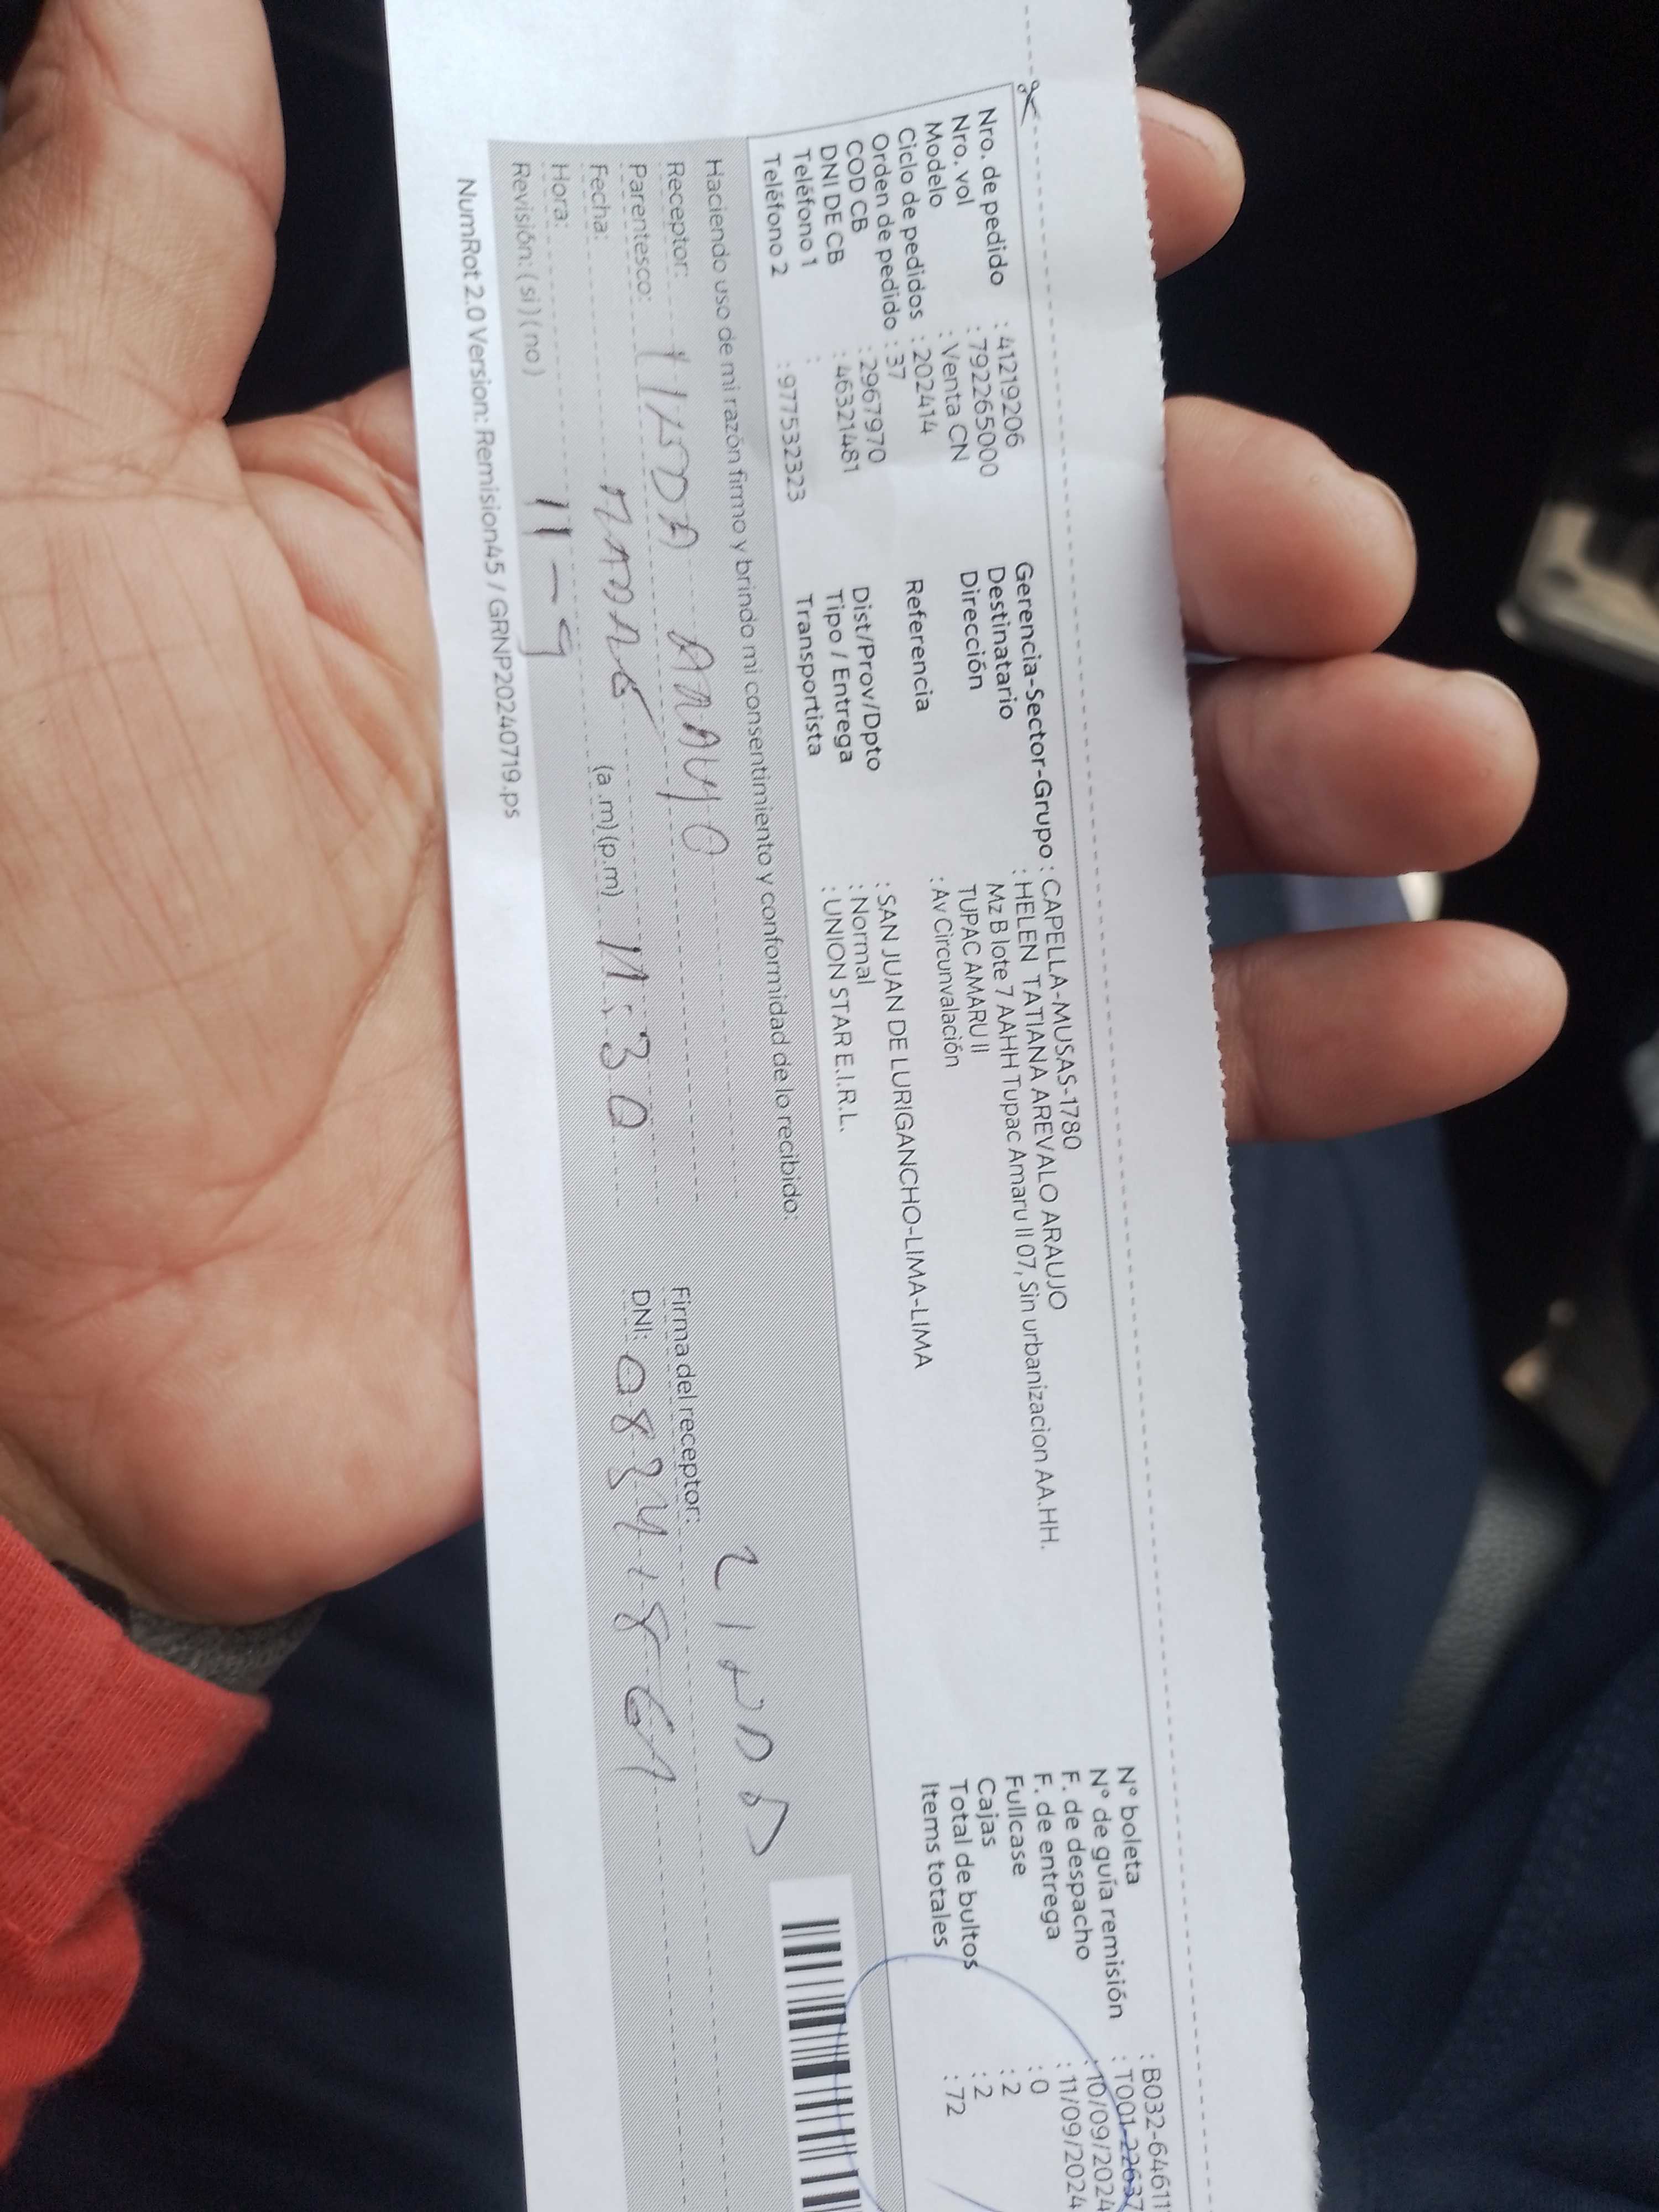 Nro. de pedido : 41219206
Nro. vol : 792265000
Modelo : Venta CN
Ciclo de pedidos : 202414
Orden de pedido : 37
COD CB : 2967970
DNI DE CB : 46321481
Teléfono 1 :
Teléfono 2 : 977532323
Gerencia-Sector-Grupo : CAPELLA-MUSAS-1780
Destinatario : HELEN TATIANA AREVALO ARAUJO
Dirección Mz B lote 7 AAHH Tupac Amaru II 07, Sin urbanizacion AA.HH.
TUPAC AMARU II
Referencia : Av Circunvalación
Dist/Prov/Dpto : SAN JUAN DE LURIGANCHO-LIMA-LIMA
Tipo / Entrega : Normal
Transportista : UNION STAR E.I.R.L.
N° boleta : B032-64611
N° de guía remisión : T001-22637
F. de despacho : 10/09/2024
F. de entrega : 11/09/2024
Fullcase : 0
Cajas : 2
Total de bultos : 2
Items totales : 72
Haciendo uso de mi razón firmo y brindo mi consentimiento y conformidad de lo recibido:
Receptor:
Parentesco:
Fecha: 11-9
Hora: (a.m)(p.m) 11:30
Revisión: (si)(no)
Firma del receptor:
DNI: 08341861
NumRot 2.0 Version: Remision45 / GRNP20240719.ps